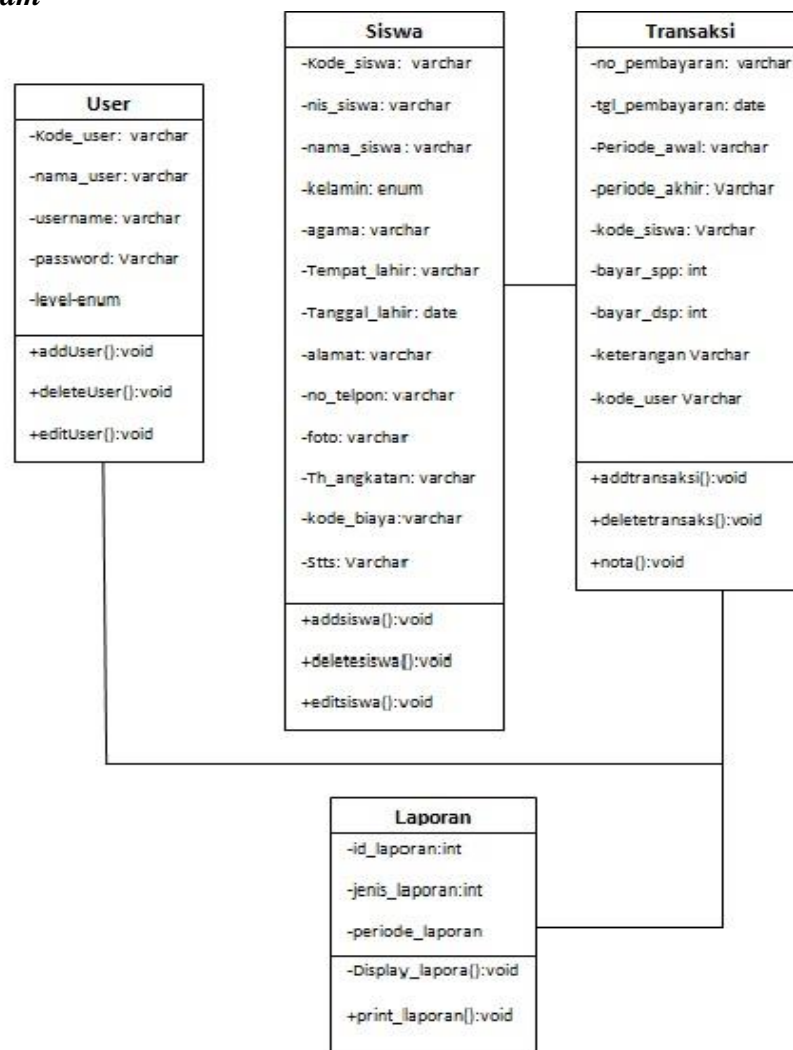 User
-Kode_user: varchar
-nama_user: varchar
-username: varchar
-password: Varchar
-level-enum
+addUser():void
+deleteUser():void
+editUser():void
Siswa
-Kode_siswa: varchar
-nis_siswa: varchar
-nama_siswa: varchar
-kelamin: enum
-agama: varchar
-Tempat_lahir: varchar
-Tanggal_lahir: date
-alamat: varchar
-no_telpon: varchar
-foto: varchar
-Th_angkatan: varchar
-kode_biaya:varchar
-Stts: Varchar
+addsiswa():void
+deletesiswa():void
+editsiswa():void
Transaksi
-no_pembayaran: varchar
-tgl_pembayaran: date
-Periode_awal: varchar
-periode_akhir: Varchar
-kode_siswa: Varchar
-bayar_spp: int
-bayar_dsp: int
-keterangan Varchar
-kode_user Varchar
+addtransaksi():void
+deletetransaks():void
+nota():void
Laporan
-id_laporan:int
-jenis_laporan:int
-periode_laporan
-Display_lapora():void
+print_laporan():void